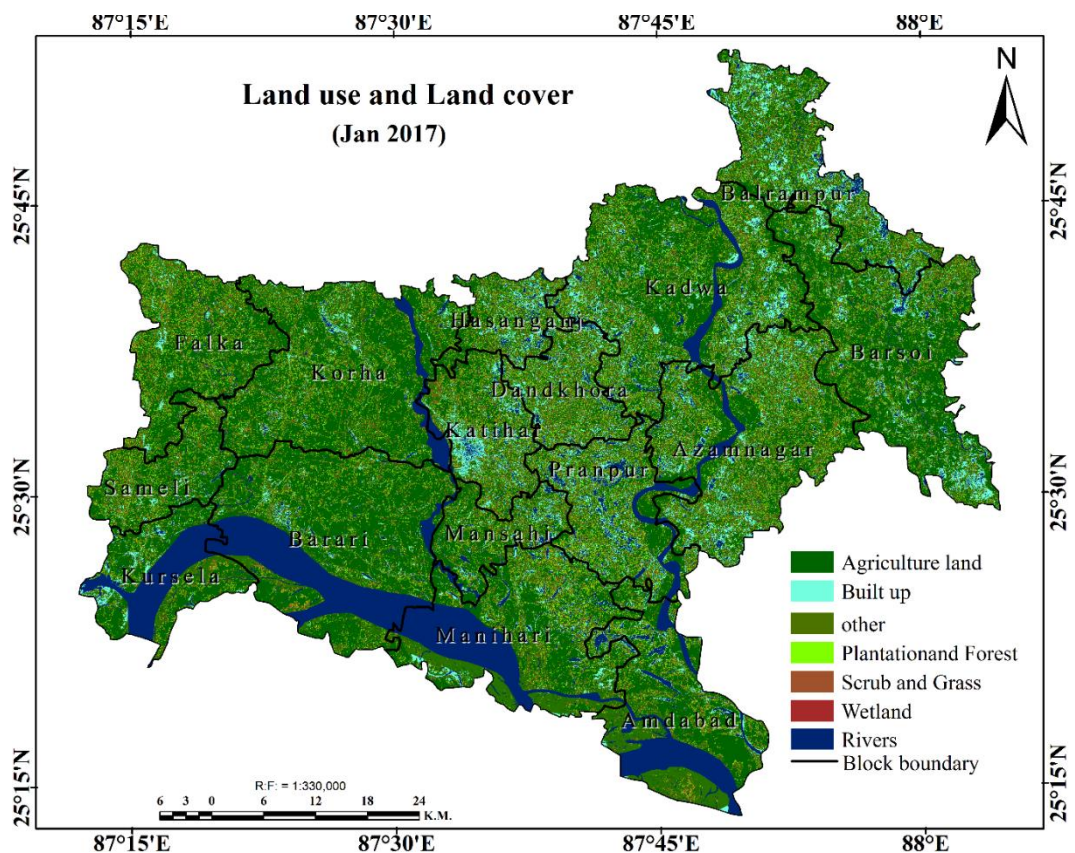 87°15'E 87°30'E 87°45'E 88°E
Land use and Land cover
(Jan 2017)
N
25°45'N 25°45'N
Balrampur
Kadwa
Hasanganj
Falka
Korha
Barsoi
Dandkhora
Katihar
Azamnagar
Pranpur
25°30'N 25°30'N
Sameli
Mansahi
Barari
Kursela
Manihari
Amdabad
Agriculture land
Built up
other
Plantationand Forest
Scrub and Grass
Wetland
Rivers
Block boundary
25°15'N 25°15'N
R:F: = 1:330,000
6 3 0 6 12 18 24
K.M.
87°15'E 87°30'E 87°45'E 88°E